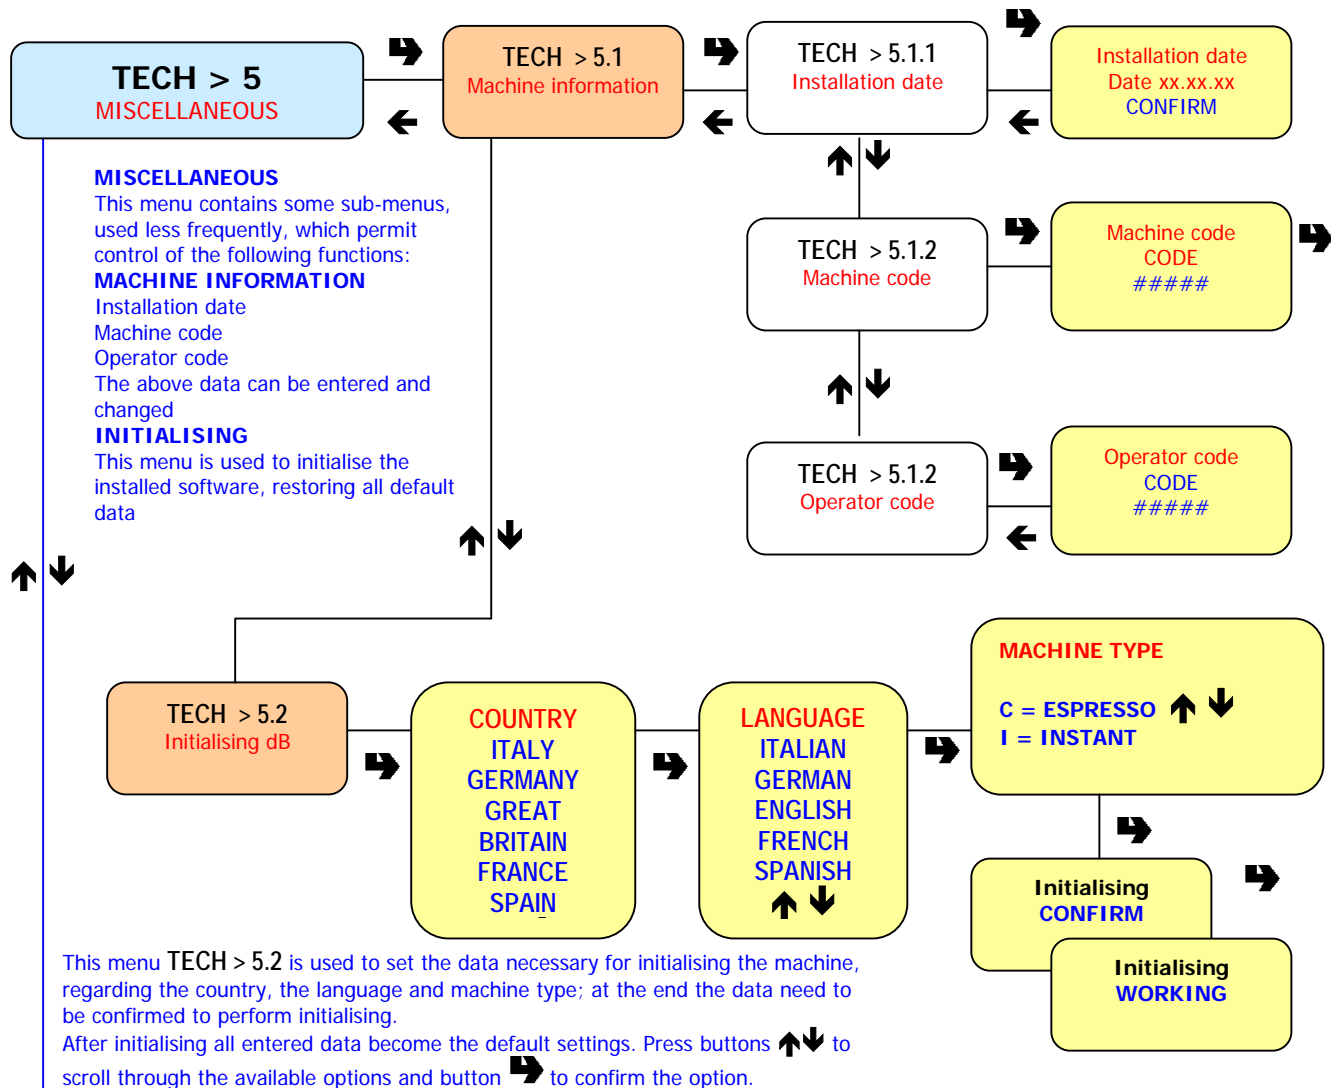 TECH > 5
MISCELLANEOUS
TECH > 5.1
Machine information
TECH > 5.1.1
Installation date
Installation date
Date xx.xx.xx
CONFIRM
MISCELLANEOUS
This menu contains some sub-menus,
used less frequently, which permit
control of the following functions:
MACHINE INFORMATION
Installation date
Machine code
Operator code
The above data can be entered and
changed
INITIALISING
This menu is used to initialise the
installed software, restoring all default
data
TECH > 5.1.2
Machine code
Machine code
CODE
#####
TECH > 5.1.2
Operator code
Operator code
CODE
#####
TECH > 5.2
Initialising dB
COUNTRY
ITALY
GERMANY
GREAT
BRITAIN
FRANCE
SPAIN
LANGUAGE
ITALIAN
GERMAN
ENGLISH
FRENCH
SPANISH
MACHINE TYPE
C = ESPRESSO
I = INSTANT
Initialising
CONFIRM
Initialising
WORKING
This menu TECH > 5.2 is used to set the data necessary for initialising the machine,
regarding the country, the language and machine type; at the end the data need to
be confirmed to perform initialising.
After initialising all entered data become the default settings. Press buttons 🡹🡻 to
scroll through the available options and button to confirm the option.